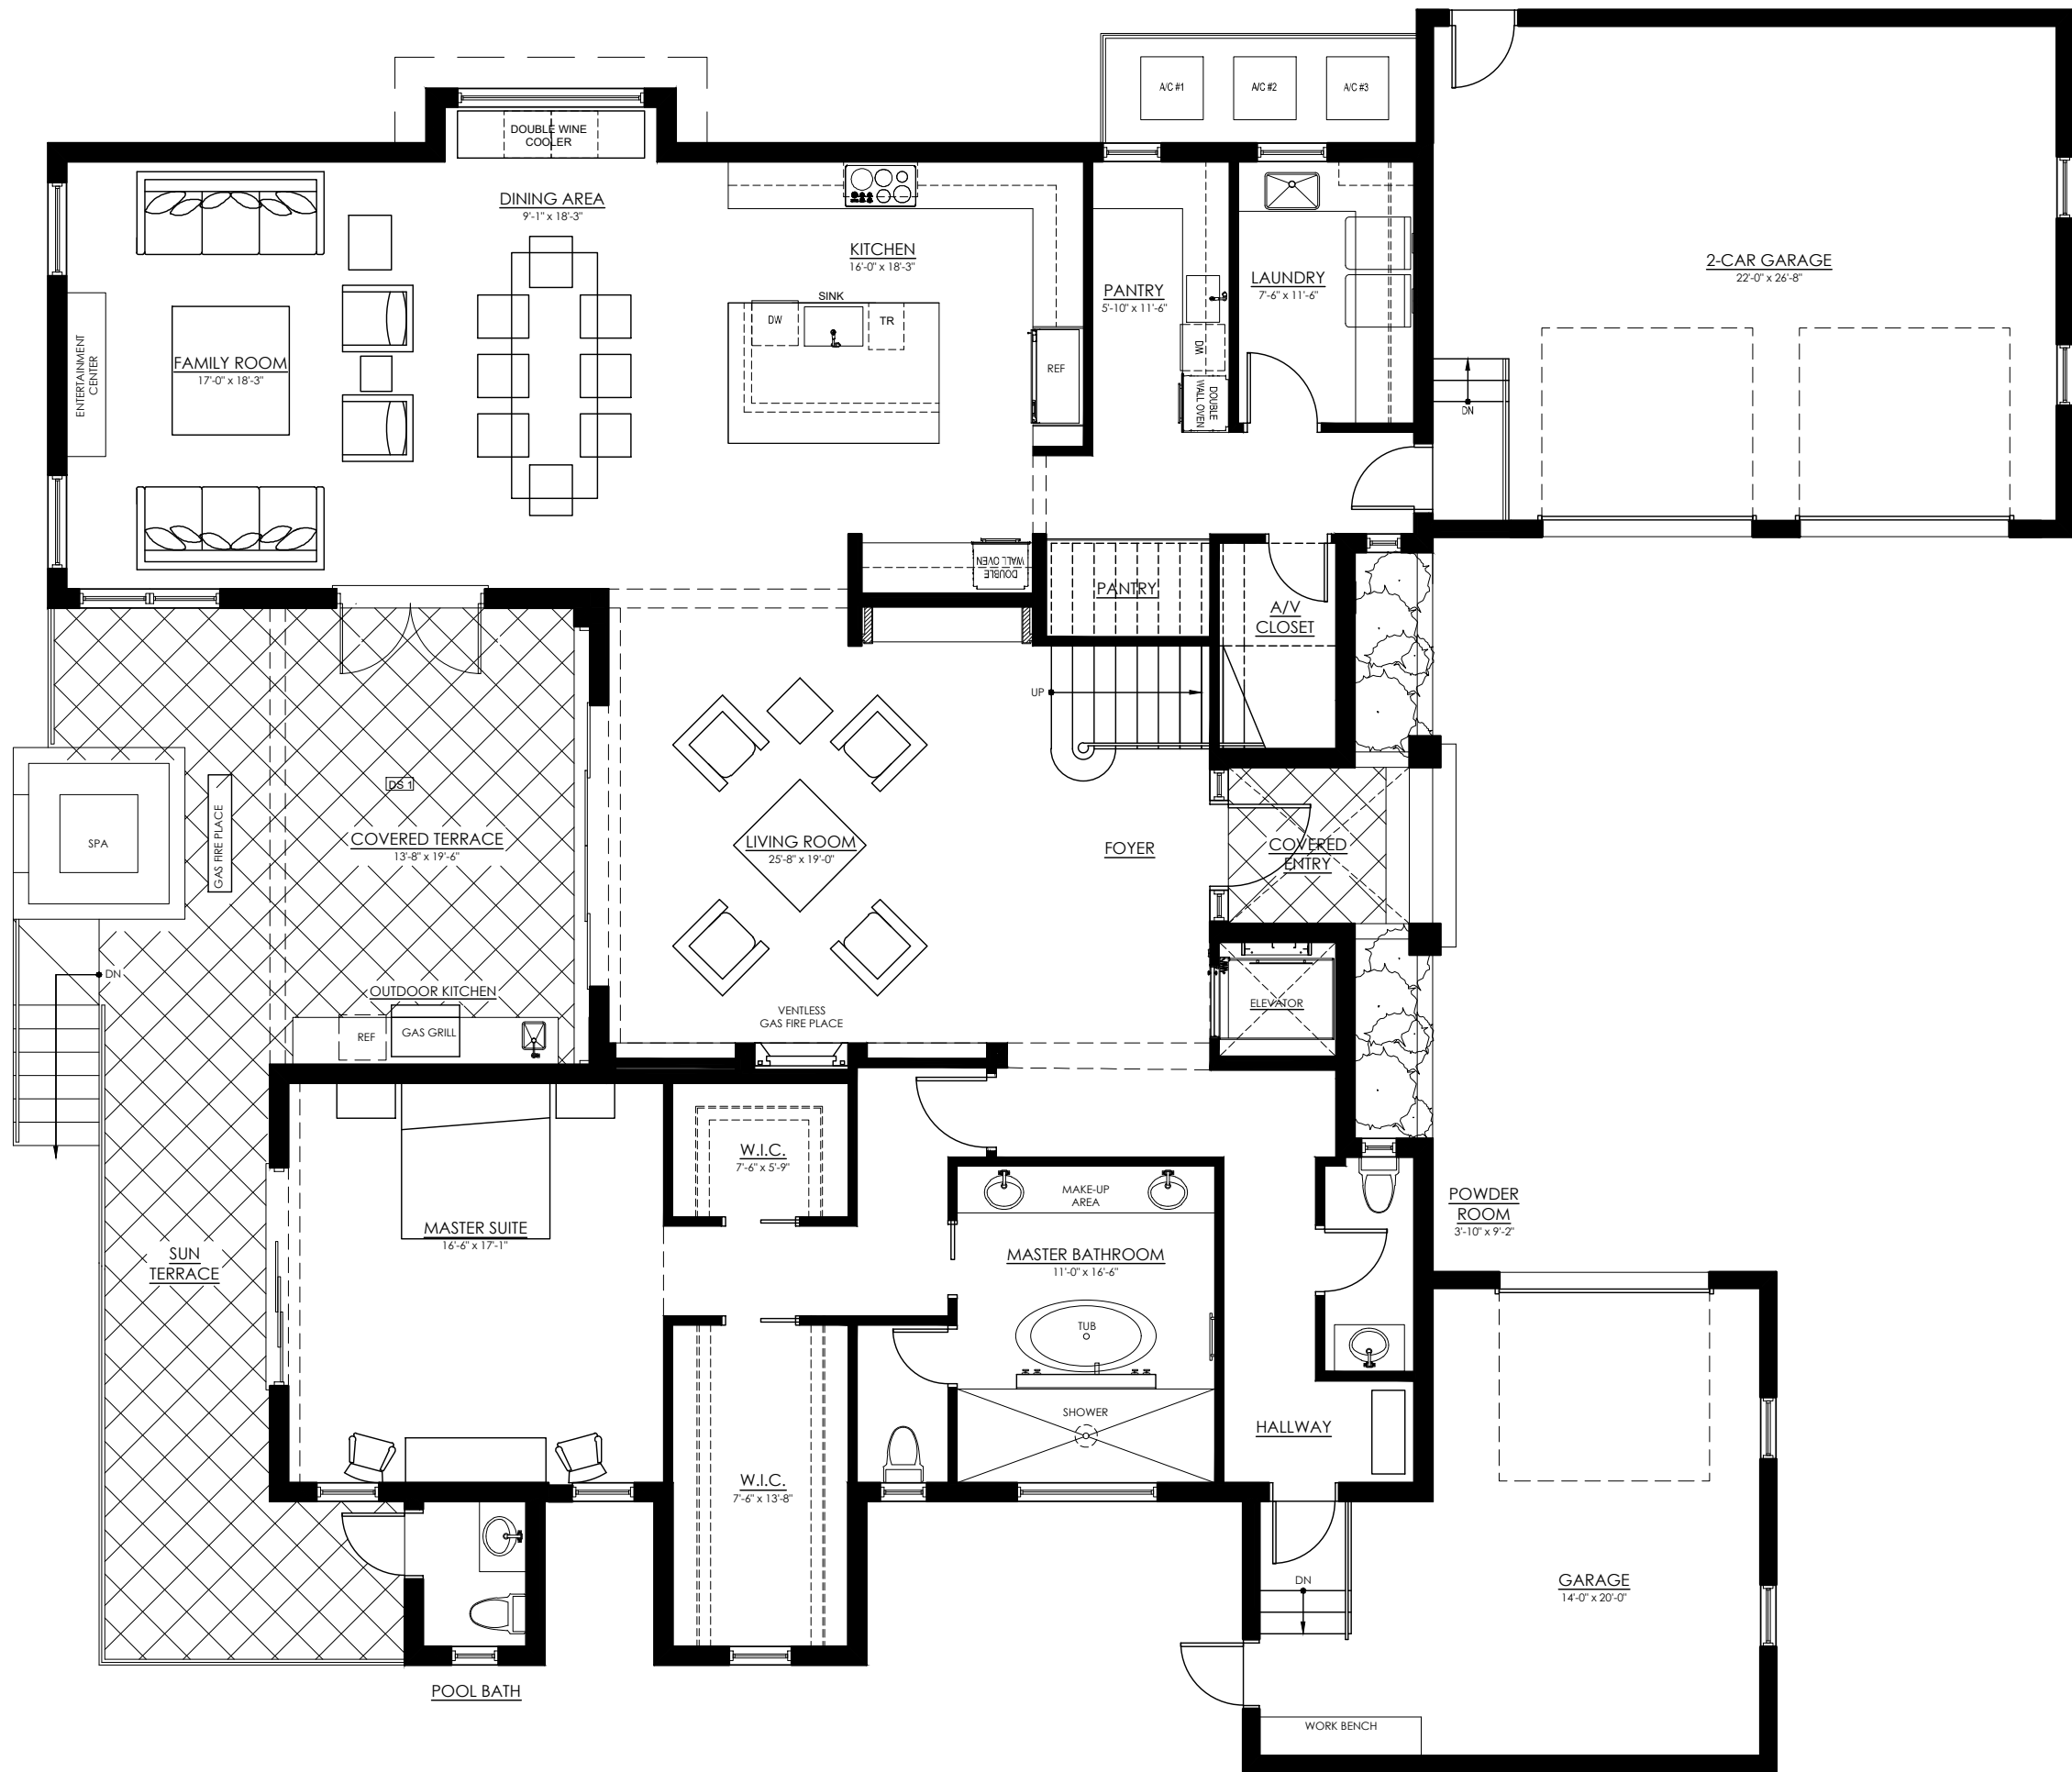 A/C #1
A/C #2
A/C #3
DOUBLE WINE
COOLER
DINING AREA
9'-1" x 18'-3"
KITCHEN
16'-0" x 18'-3"
2-CAR GARAGE
22'-0" x 26'-8"
LAUNDRY
7'-6" x 11'-6"
PANTRY
5'-10" x 11'-6"
SINK
DW
TR
DW
REF
DOUBLE
WALL OVEN
FAMILY ROOM
17'-0" x 18'-3"
ENTERTAINMENT
CENTER
DN
DOUBLE
WALL OVEN
PANTRY
A/V
CLOSET
UP
DS 1
GAS FIRE PLACE
SPA
COVERED TERRACE
13'-8" x 19'-6"
LIVING ROOM
25'-8" x 19'-0"
FOYER
COVERED
ENTRY
DN
OUTDOOR KITCHEN
REF
GAS GRILL
VENTLESS
GAS FIRE PLACE
ELEVATOR
W.I.C.
7'-6" x 5'-9"
MAKE-UP
AREA
POWDER
ROOM
3'-10" x 9'-2"
MASTER SUITE
16'-6" x 17'-1"
SUN
TERRACE
MASTER BATHROOM
11'-0" x 16'-6"
TUB
SHOWER
HALLWAY
W.I.C.
7'-6" x 13'-8"
DN
GARAGE
14'-0" x 20'-0"
POOL BATH
WORK BENCH